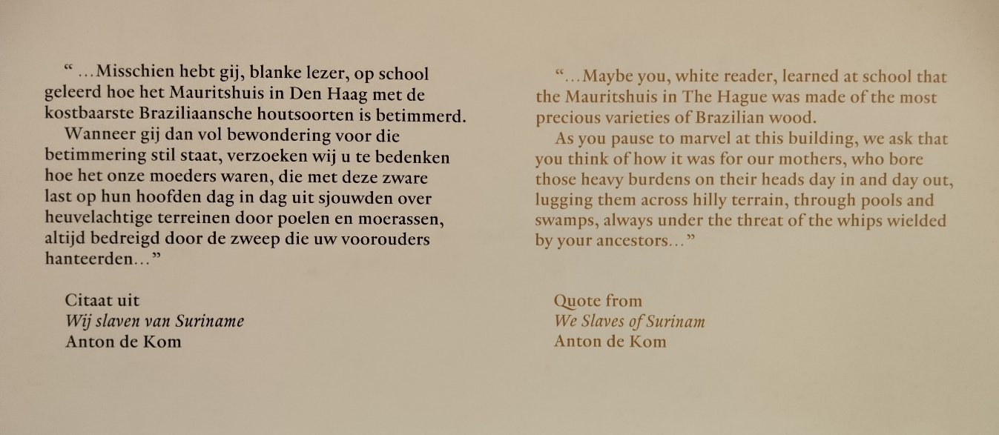 “ …Misschien hebt gij, blanke lezer, op school
geleerd hoe het Mauritshuis in Den Haag met de
kostbaarste Braziliaansche houtsoorten is betimmerd.
Wanneer gij dan vol bewondering voor die
betimmering stil staat, verzoeken wij u te bedenken
hoe het onze moeders waren, die met deze zware
last op hun hoofden dag in dag uit sjouwden over
heuvelachtige terreinen door poelen en moerassen,
altijd bedreigd door de zweep die uw voorouders
hanteerden…”
Citaat uit
Wij slaven van Suriname
Anton de Kom
“…Maybe you, white reader, learned at school that
the Mauritshuis in The Hague was made of the most
precious varieties of Brazilian wood.
As you pause to marvel at this building, we ask that
you think of how it was for our mothers, who bore
those heavy burdens on their heads day in and day out,
lugging them across hilly terrain, through pools and
swamps, always under the threat of the whips wielded
by your ancestors…”
Quote from
We Slaves of Surinam
Anton de Kom